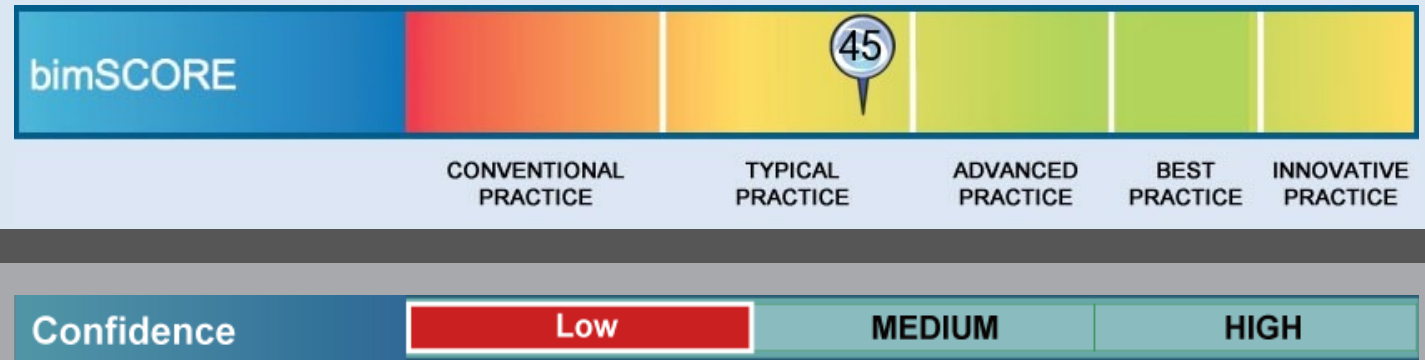 bimSCORE
45
CONVENTIONAL PRACTICE
TYPICAL PRACTICE
ADVANCED PRACTICE
BEST PRACTICE
INNOVATIVE PRACTICE
Confidence
Low
MEDIUM
HIGH